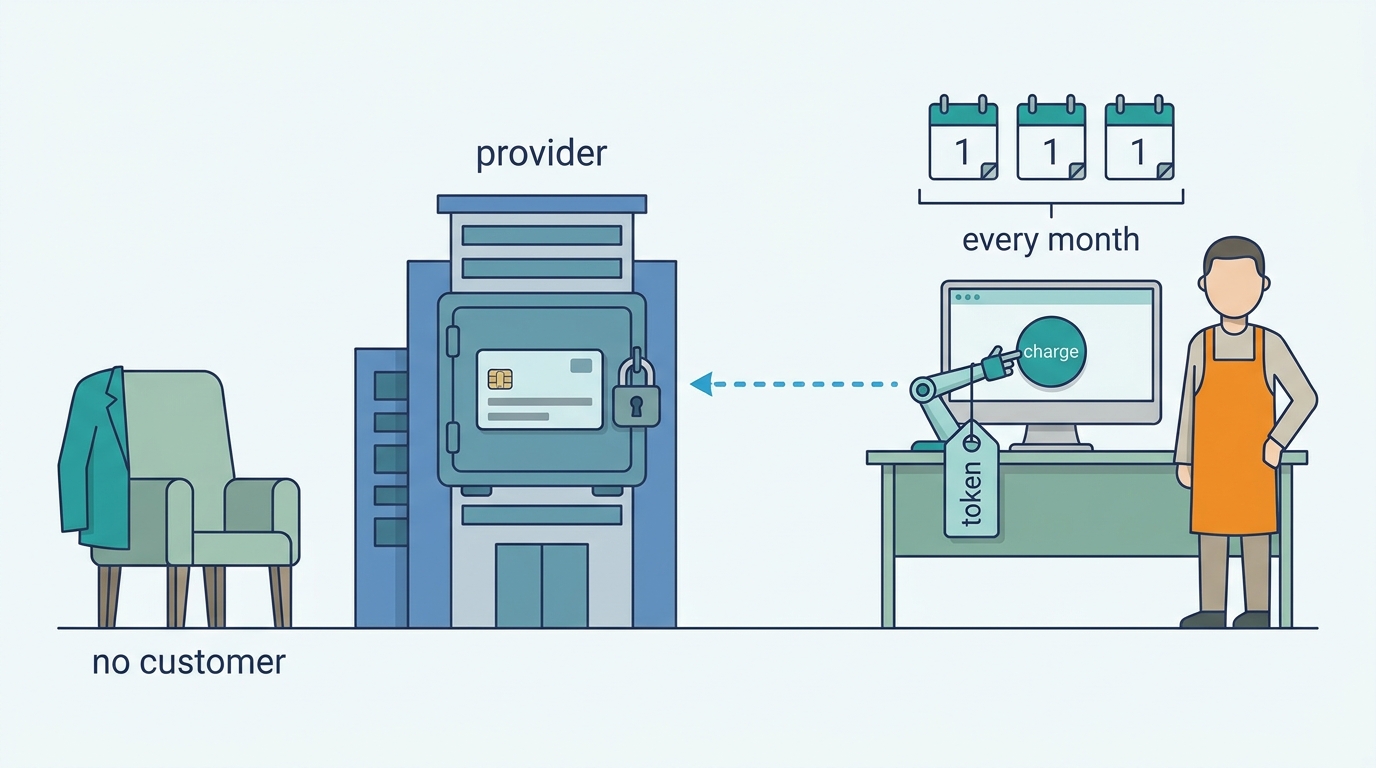 provider
1
1
1
every month
charge
token
no customer